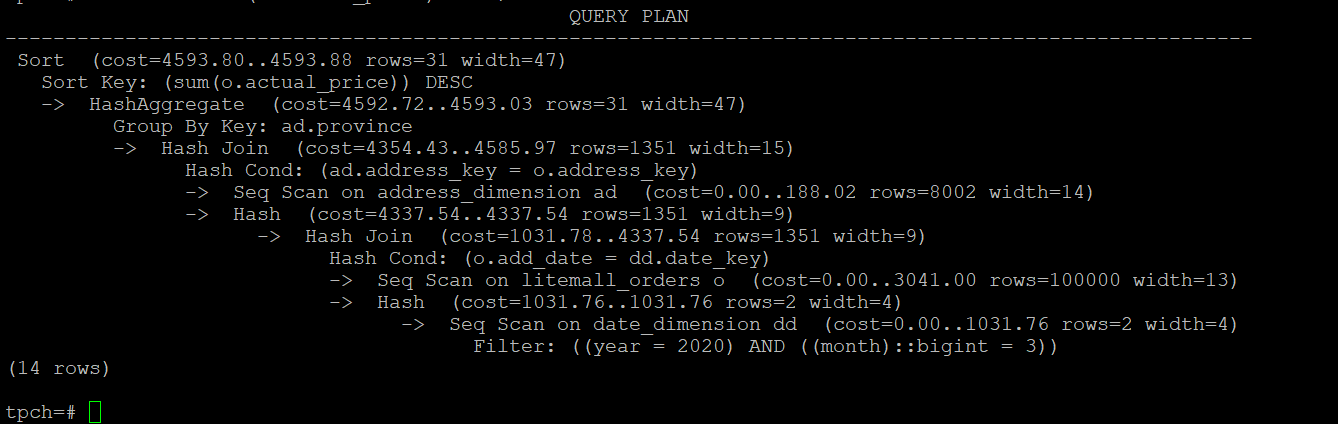 QUERY PLAN
--------------------------------------------------------------------------------------------------------
Sort  (cost=4593.80..4593.88 rows=31 width=47)
Sort Key: (sum(o.actual_price)) DESC
->  HashAggregate  (cost=4592.72..4593.03 rows=31 width=47)
Group By Key: ad.province
->  Hash Join  (cost=4354.43..4585.97 rows=1351 width=15)
Hash Cond: (ad.address_key = o.address_key)
->  Seq Scan on address_dimension ad  (cost=0.00..188.02 rows=8002 width=14)
->  Hash  (cost=4337.54..4337.54 rows=1351 width=9)
->  Hash Join  (cost=1031.78..4337.54 rows=1351 width=9)
Hash Cond: (o.add_date = dd.date_key)
->  Seq Scan on litemall_orders o  (cost=0.00..3041.00 rows=100000 width=13)
->  Hash  (cost=1031.76..1031.76 rows=2 width=4)
->  Seq Scan on date_dimension dd  (cost=0.00..1031.76 rows=2 width=4)
Filter: ((year = 2020) AND ((month)::bigint = 3))
(14 rows)
tpch=#